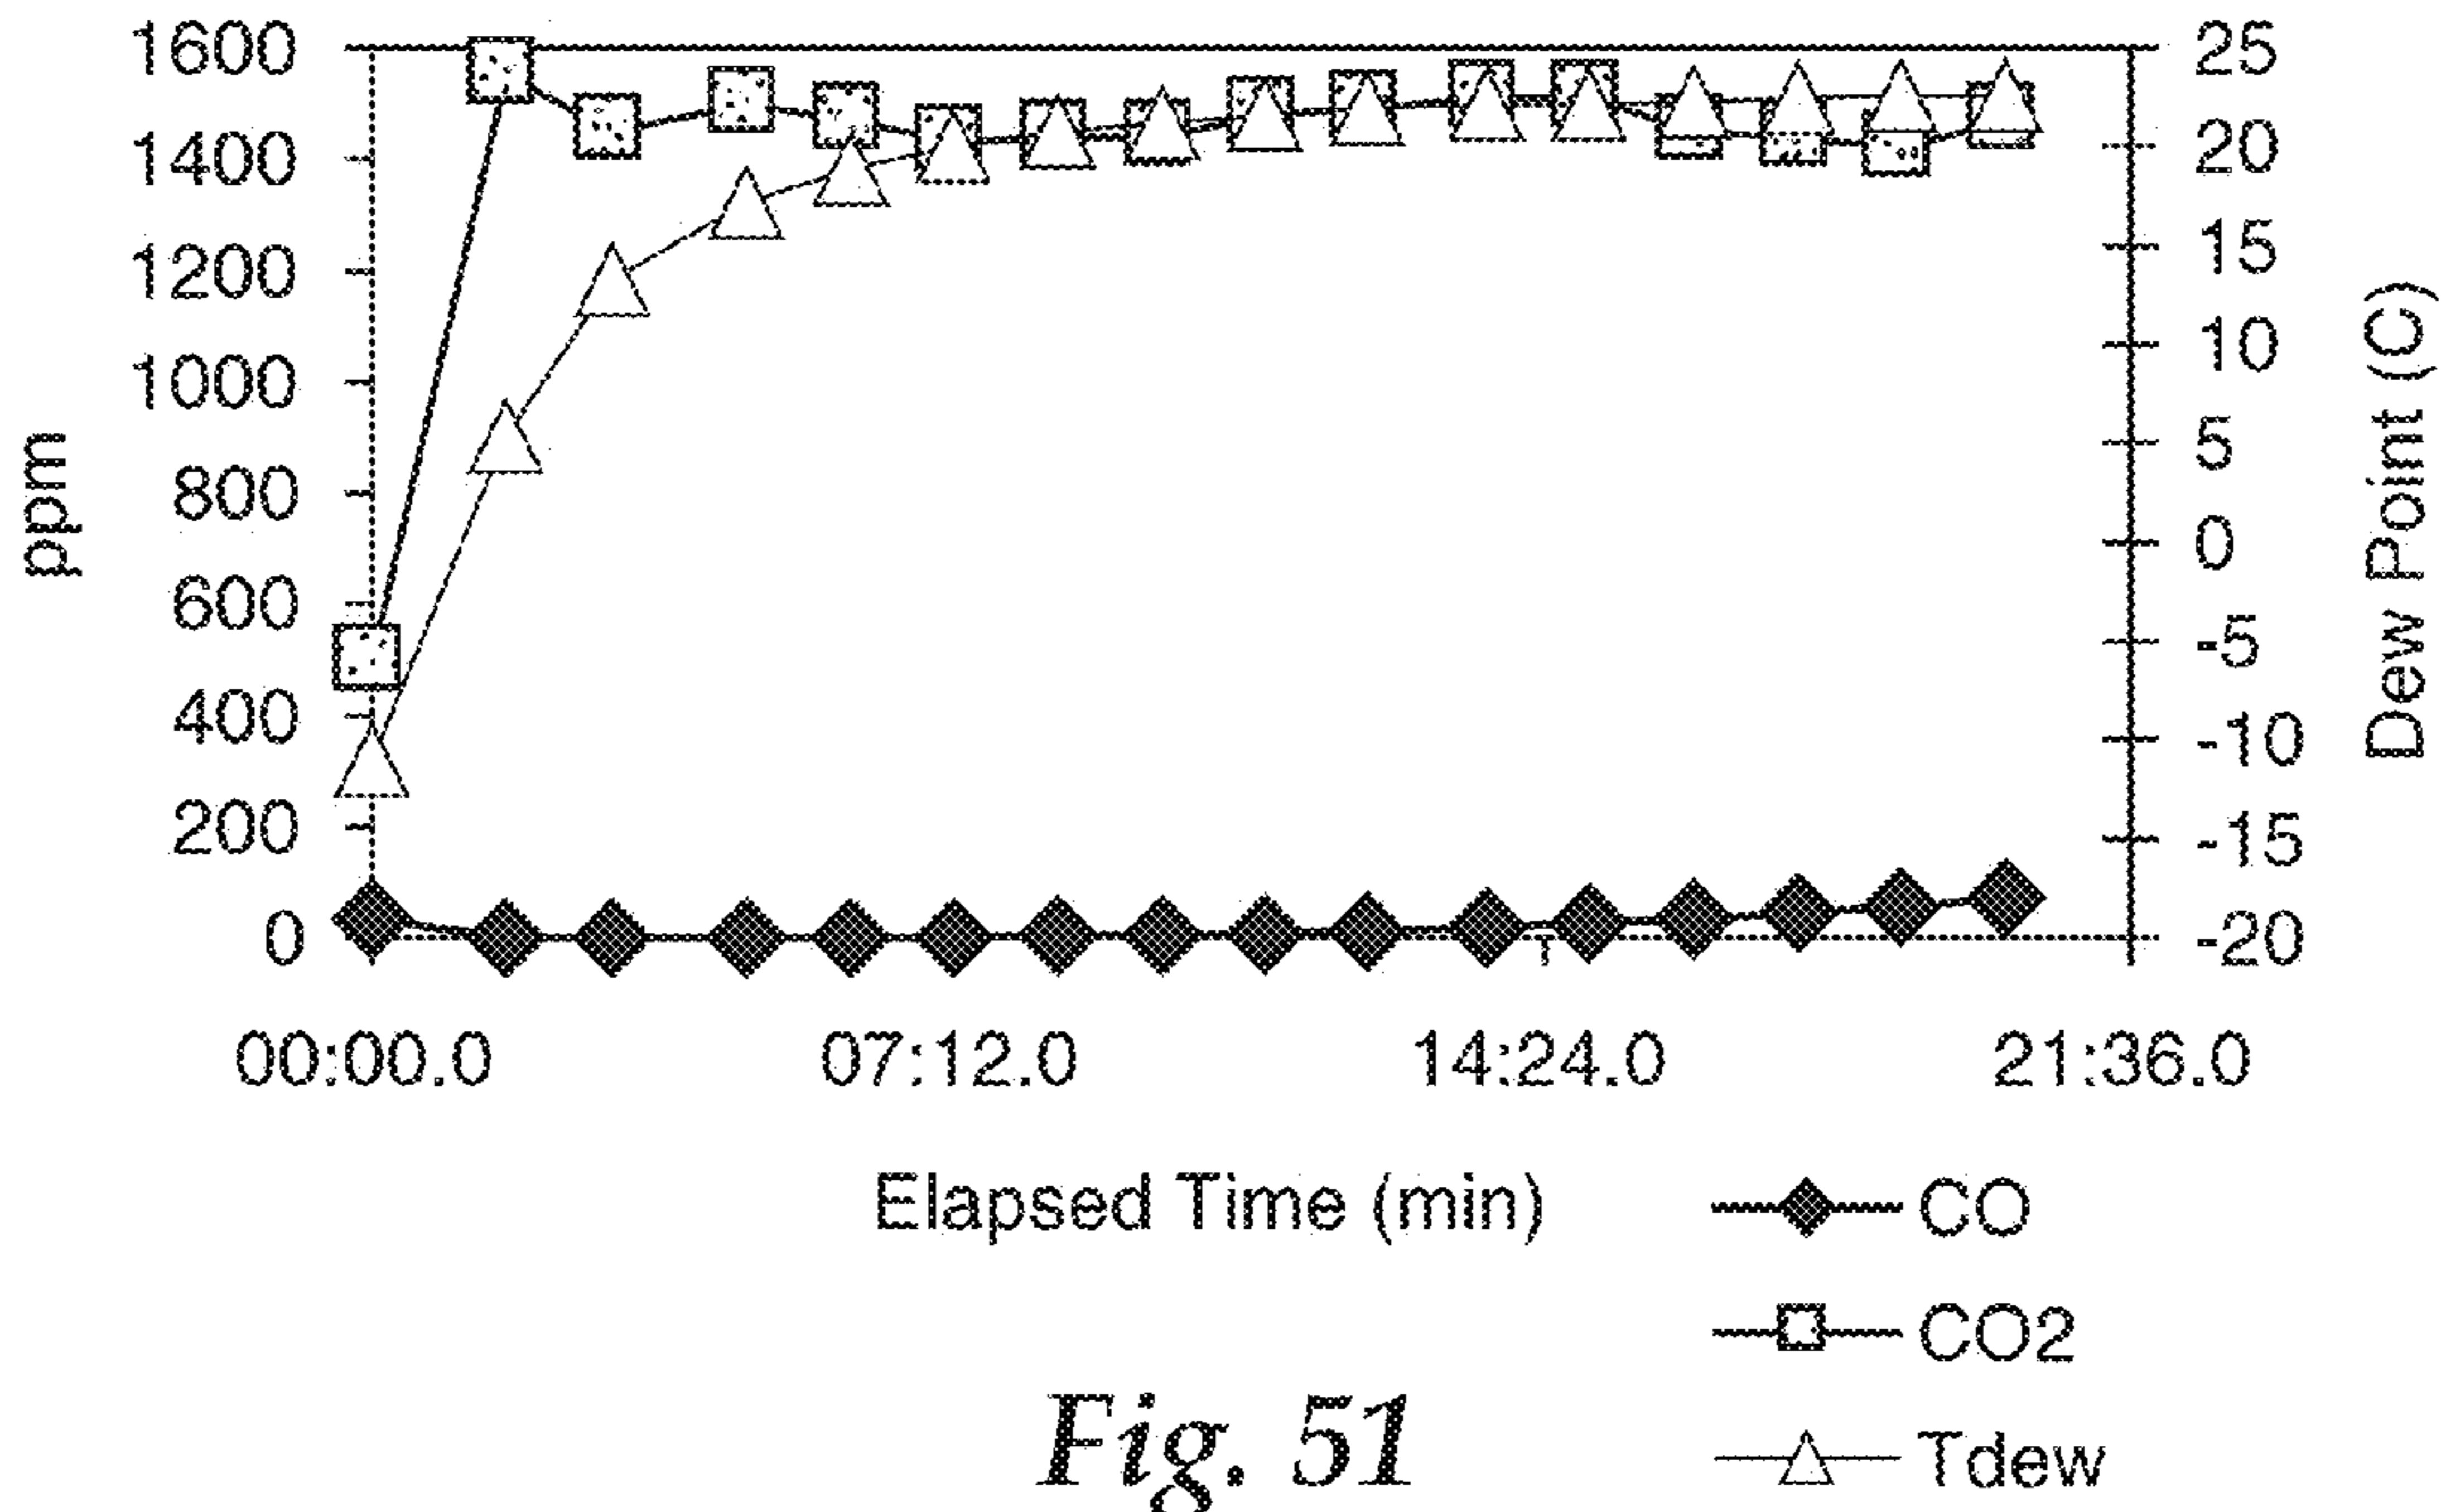 1600
1400
1200
1000
800
600
400
200
0
ppm
25
20
15
10
5
0
-5
-10
-15
-20
Dew Point (C)
00:00.0 07:12.0 14:24.0 21:36.0
Elapsed Time (min)
CO
CO2
Tdew
Fig. 51